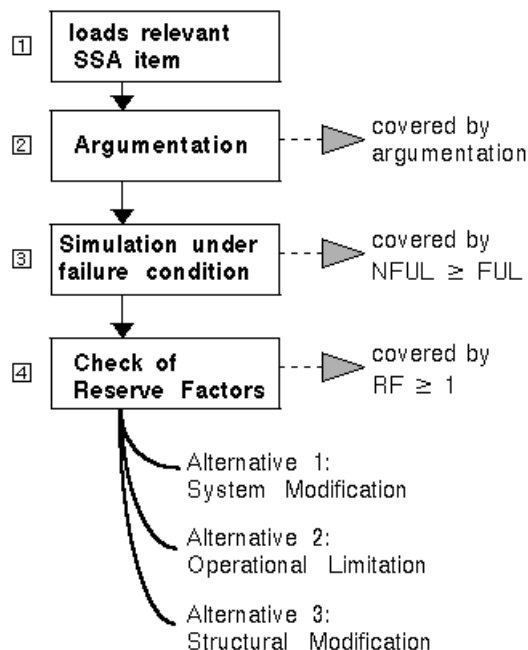 1
loads relevant
SSA item
2
Argumentation
covered by
argumentation
3
Simulation under
failure condition
covered by
NFUL ≥ FUL
4
Check of
Reserve Factors
covered by
RF ≥ 1
Alternative 1:
System Modification
Alternative 2:
Operational Limitation
Alternative 3:
Structural Modification